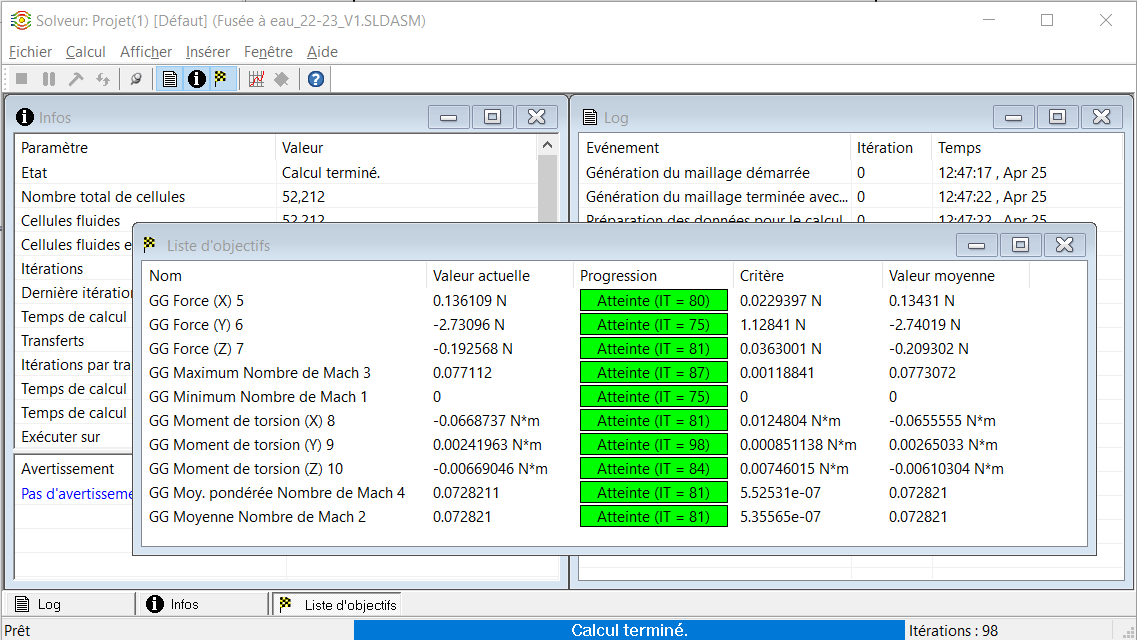 Solveur: Projet(1) [Défaut] (Fusée à eau_22-23_V1.SLDASM)
Fichier Calcul Afficher Insérer Fenêtre Aide
Infos
Paramètre Valeur
Etat Calcul terminé.
Nombre total de cellules 52,212
Cellules fluides 52,212
Cellules fluides e
Itérations
Dernière itération
Temps de calcul
Transferts
Itérations par tra
Temps de calcul
Temps de calcul
Exécuter sur
Avertissement
Pas d'avertisseme
Log
Evénement Itération Temps
Génération du maillage démarrée 0 12:47:17 , Apr 25
Génération du maillage terminée avec... 0 12:47:22 , Apr 25
Préparation des données pour le calcul 0 12:47:22 , Apr 25
Liste d'objectifs
Nom Valeur actuelle Progression Critère Valeur moyenne
GG Force (X) 5 0.136109 N Atteinte (IT = 80) 0.0229397 N 0.13431 N
GG Force (Y) 6 -2.73096 N Atteinte (IT = 75) 1.12841 N -2.74019 N
GG Force (Z) 7 -0.192568 N Atteinte (IT = 81) 0.0363001 N -0.209302 N
GG Maximum Nombre de Mach 3 0.077112 Atteinte (IT = 87) 0.00118841 0.0773072
GG Minimum Nombre de Mach 1 0 Atteinte (IT = 75) 0 0
GG Moment de torsion (X) 8 -0.0668737 N*m Atteinte (IT = 81) 0.0124804 N*m -0.0655555 N*m
GG Moment de torsion (Y) 9 0.00241963 N*m Atteinte (IT = 98) 0.000851138 N*m 0.00265033 N*m
GG Moment de torsion (Z) 10 -0.00669046 N*m Atteinte (IT = 84) 0.00746015 N*m -0.00610304 N*m
GG Moy. pondérée Nombre de Mach 4 0.0728211 Atteinte (IT = 81) 5.52531e-07 0.072821
GG Moyenne Nombre de Mach 2 0.072821 Atteinte (IT = 81) 5.35565e-07 0.072821
Log Infos Liste d'objectifs
Prêt Calcul terminé. Itérations : 98